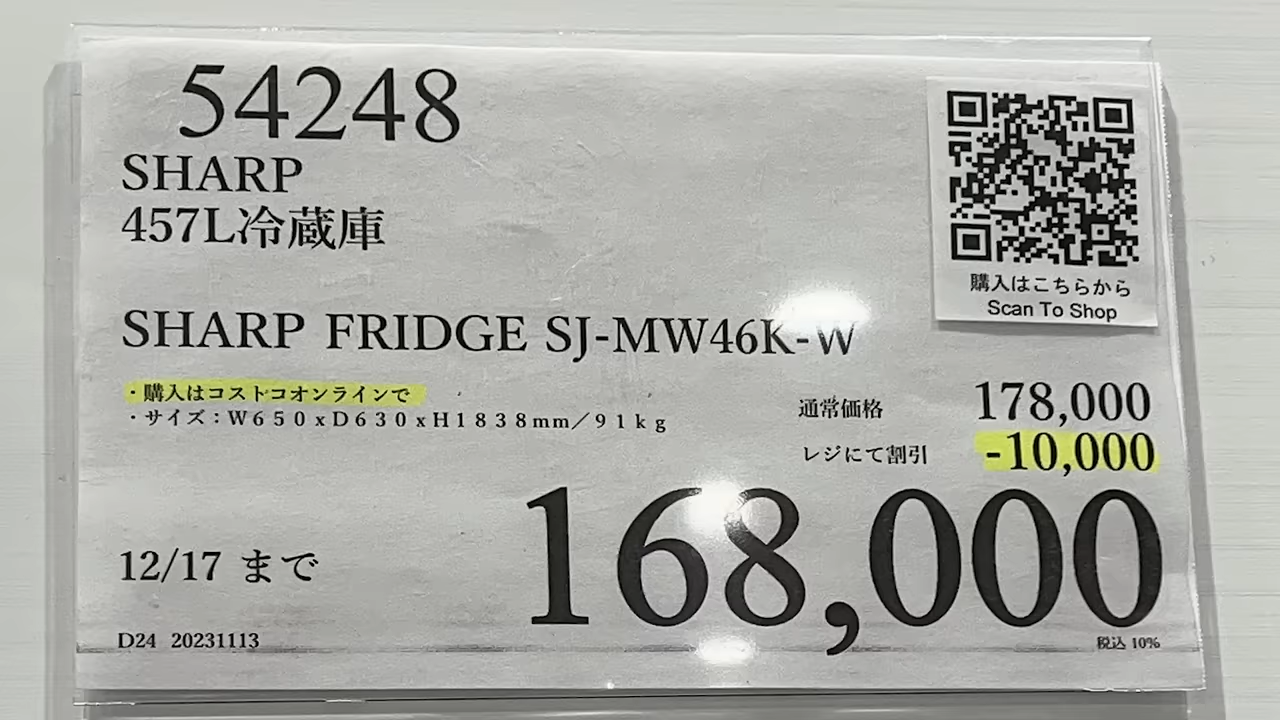 54248
SHARP
457L冷蔵庫
購入はこちらから
Scan To Shop
SHARP FRIDGE SJ-MW46K-W
・購入はコストコオンラインで
・サイズ：Ｗ６５０ｘＤ６３０ｘＨ１８３８mm／９１ｋｇ
通常価格 178,000
レジにて割引 -10,000
168,000
12/17 まで
D24 20231113
税込 10%